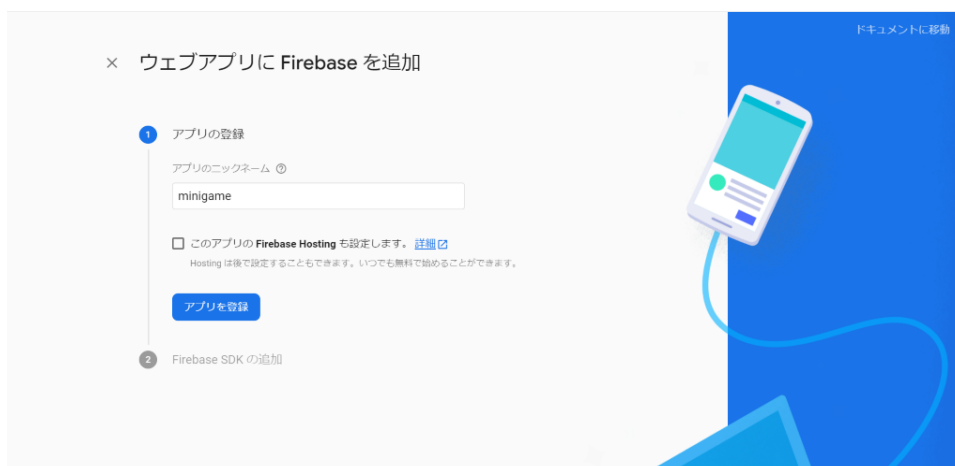 ドキュメントに移動
× ウェブアプリに Firebase を追加
1 アプリの登録
アプリのニックネーム ?
minigame
このアプリの Firebase Hosting も設定します。 詳細
Hosting は後で設定することもできます。いつでも無料で始めることができます。
アプリを登録
2 Firebase SDK の追加